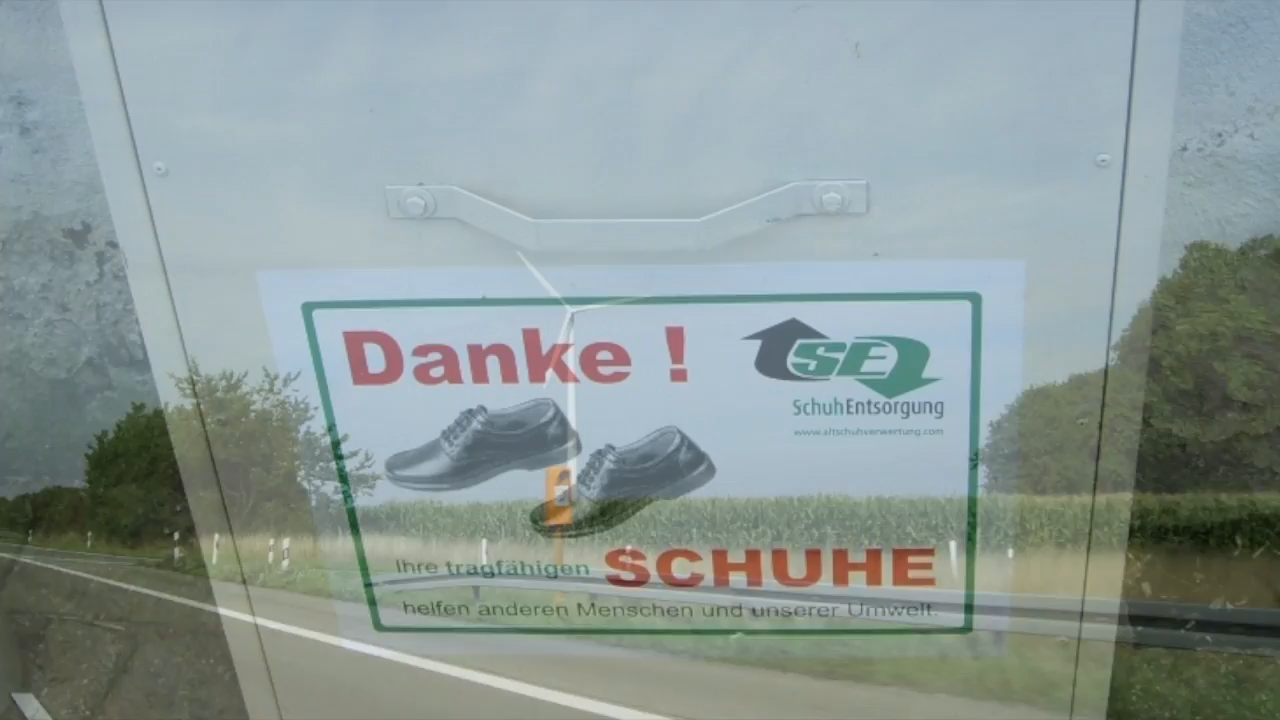 Danke !
SE
SchuhEntsorgung
www.altschuhverwertung.com
Ihre tragfähigen SCHUHE
helfen anderen Menschen und unserer Umwelt.